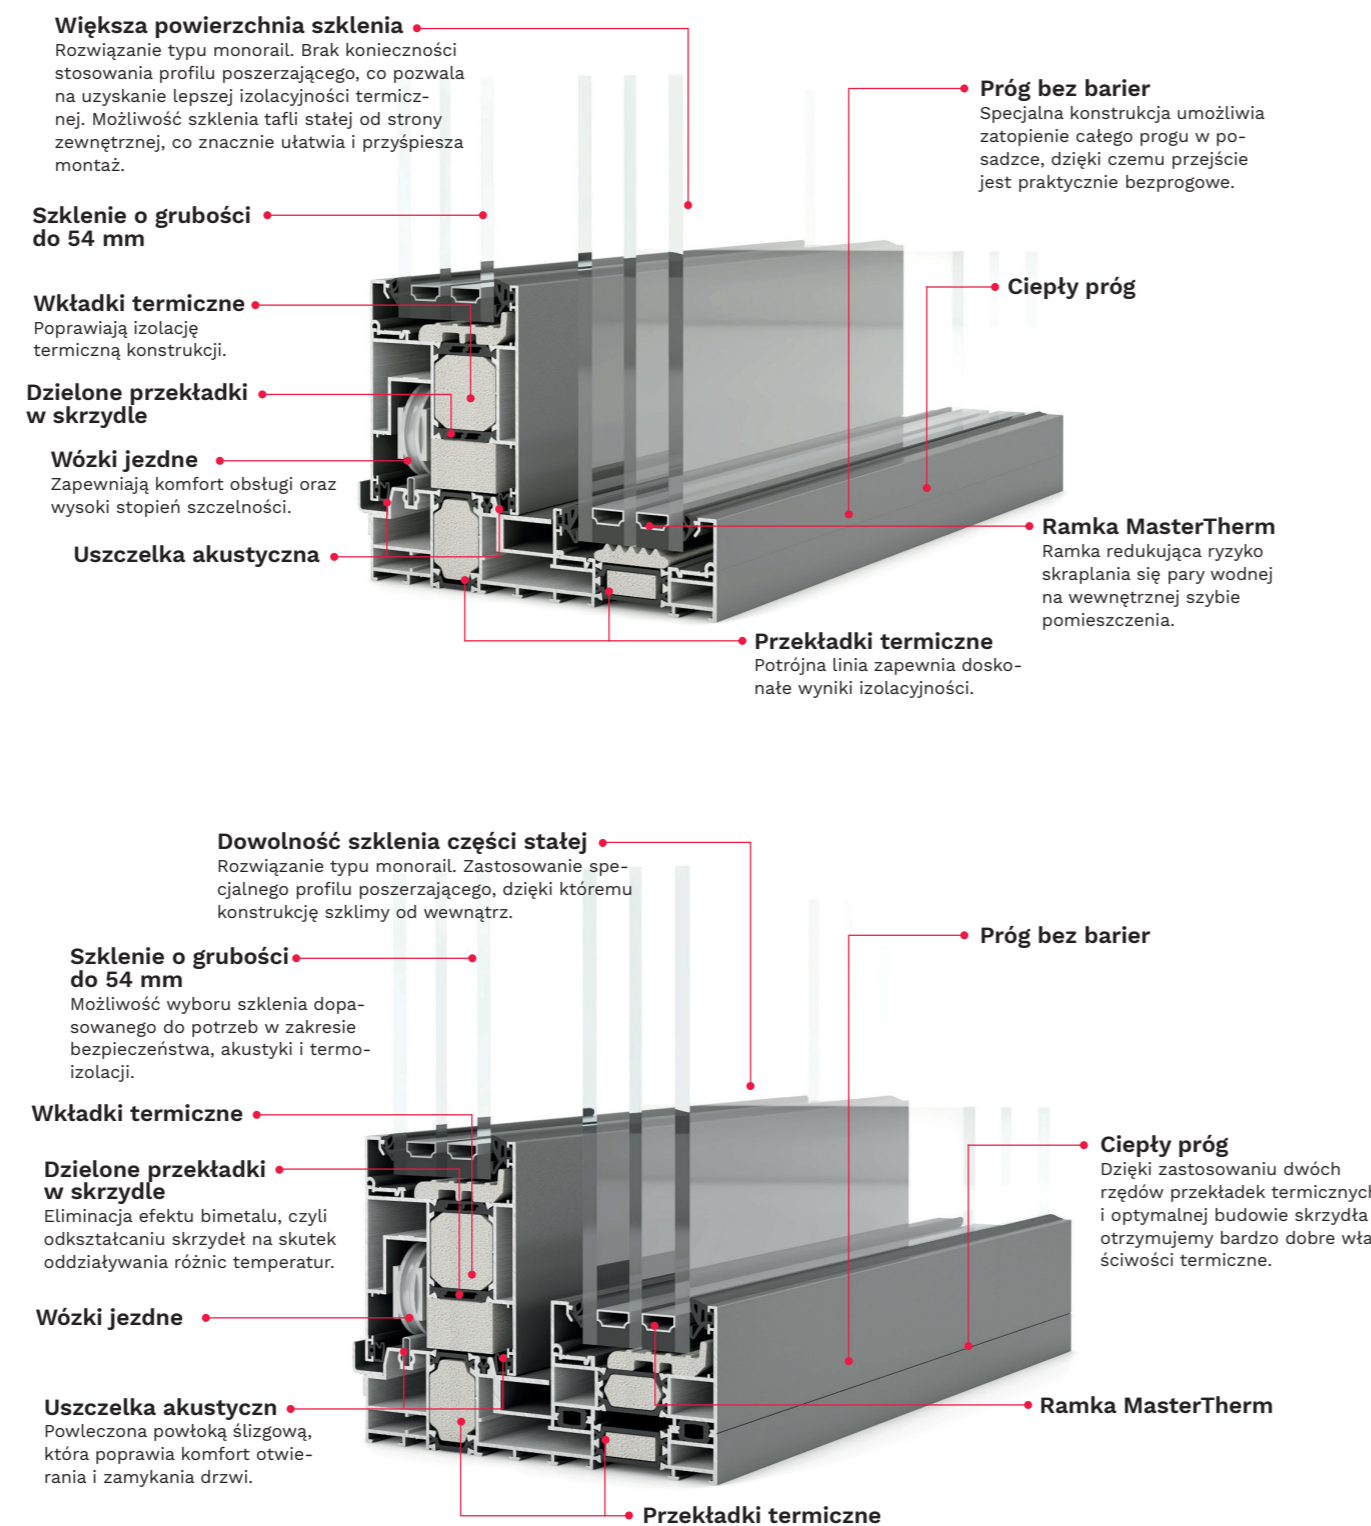 Większa powierzchnia szklenia
Rozwiązanie typu monorail. Brak konieczności
stosowania profilu poszerzającego, co pozwala
na uzyskanie lepszej izolacyjności termicz-
nej. Możliwość szklenia tafli stałej od strony
zewnętrznej, co znacznie ułatwia i przyśpiesza
montaż.
Próg bez barier
Specjalna konstrukcja umożliwia
zatopienie całego progu w po-
sadzce, dzięki czemu przejście
jest praktycznie bezprogowe.
Szklenie o grubości
do 54 mm
Ciepły próg
Wkładki termiczne
Poprawiają izolację
termiczną konstrukcji.
Dzielone przekładki
w skrzydle
Wózki jezdne
Zapewniają komfort obsługi oraz
wysoki stopień szczelności.
Uszczelka akustyczna
Ramka MasterTherm
Ramka redukująca ryzyko
skraplania się pary wodnej
na wewnętrznej szybie
pomieszczenia.
Przekładki termiczne
Potrójna linia zapewnia dosko-
nałe wyniki izolacyjności.
Dowolność szklenia części stałej
Rozwiązanie typu monorail. Zastosowanie spe-
cjalnego profilu poszerzającego, dzięki któremu
konstrukcję szklimy od wewnątrz.
Próg bez barier
Szklenie o grubości
do 54 mm
Możliwość wyboru szklenia dopa-
sowanego do potrzeb w zakresie
bezpieczeństwa, akustyki i termo-
izolacji.
Wkładki termiczne
Ciepły próg
Dzięki zastosowaniu dwóch
rzędów przekładek termicznych
i optymalnej budowie skrzydła
otrzymujemy bardzo dobre wła
ściwości termiczne.
Dzielone przekładki
w skrzydle
Eliminacja efektu bimetalu, czyli
odkształcaniu skrzydeł na skutek
oddziaływania różnic temperatur.
Wózki jezdne
Uszczelka akustyczn
Powleczona powłoką ślizgową,
która poprawia komfort otwie-
rania i zamykania drzwi.
Ramka MasterTherm
Przekładki termiczne